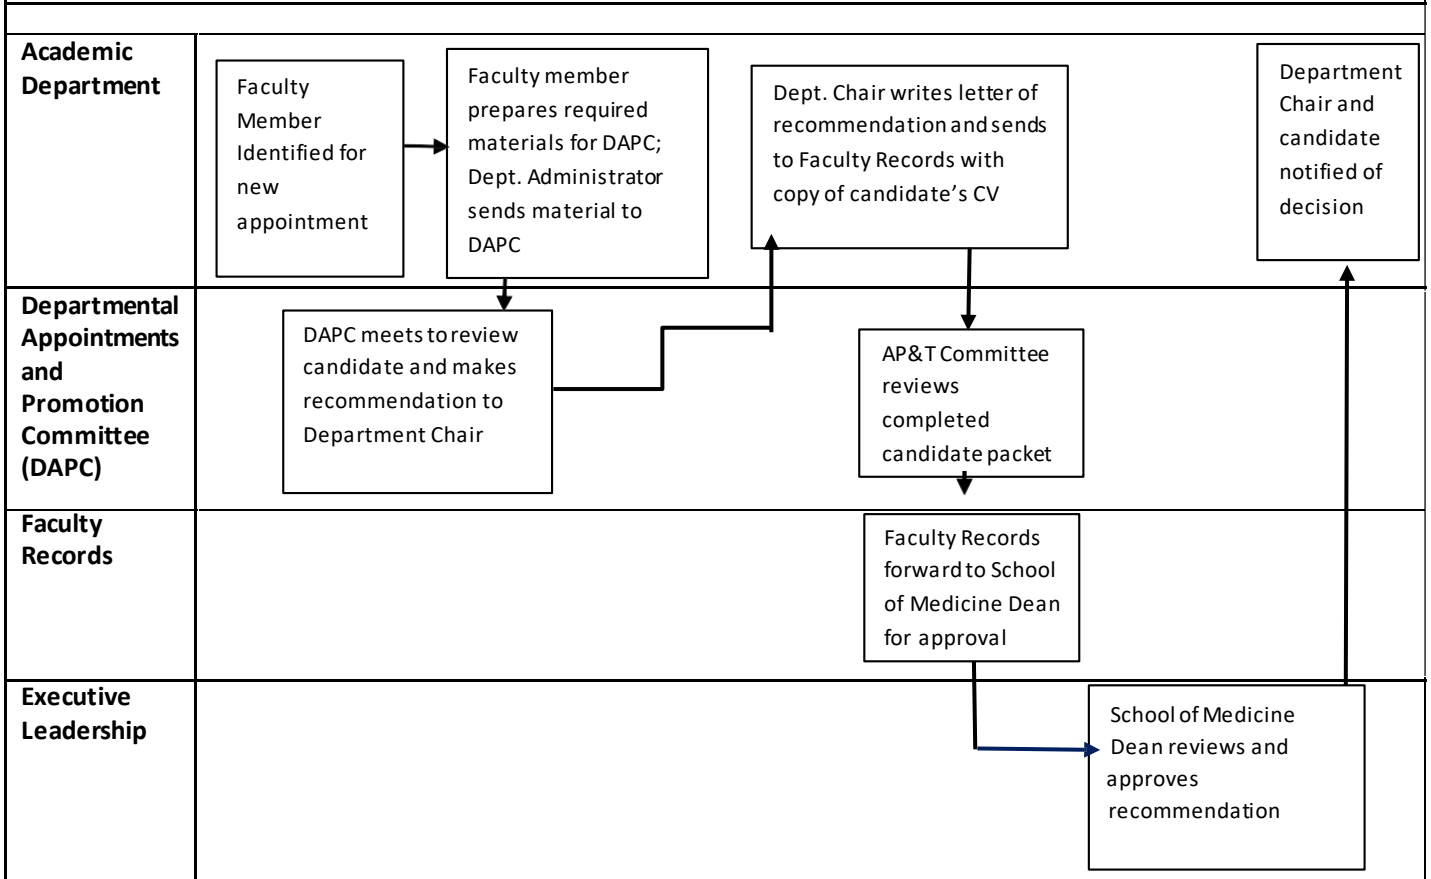 Academic
Department
Faculty
Member
Identified for
new
appointment
Faculty member
prepares required
materials for DAPC;
Dept. Administrator
sends material to
DAPC
Dept. Chair writes letter of
recommendation and sends
to Faculty Records with
copy of candidate's CV
Department
Chair and
candidate
notified of
decision
Departmental
Appointments
and
Promotion
Committee
(DAPC)
DAPC meets to review
candidate and makes
recommendation to
Department Chair
AP&T Committee
reviews
completed
candidate packet
Faculty
Records
Faculty Records
forward to School
of Medicine Dean
for approval
Executive
Leadership
School of Medicine
Dean reviews and
approves
recommendation